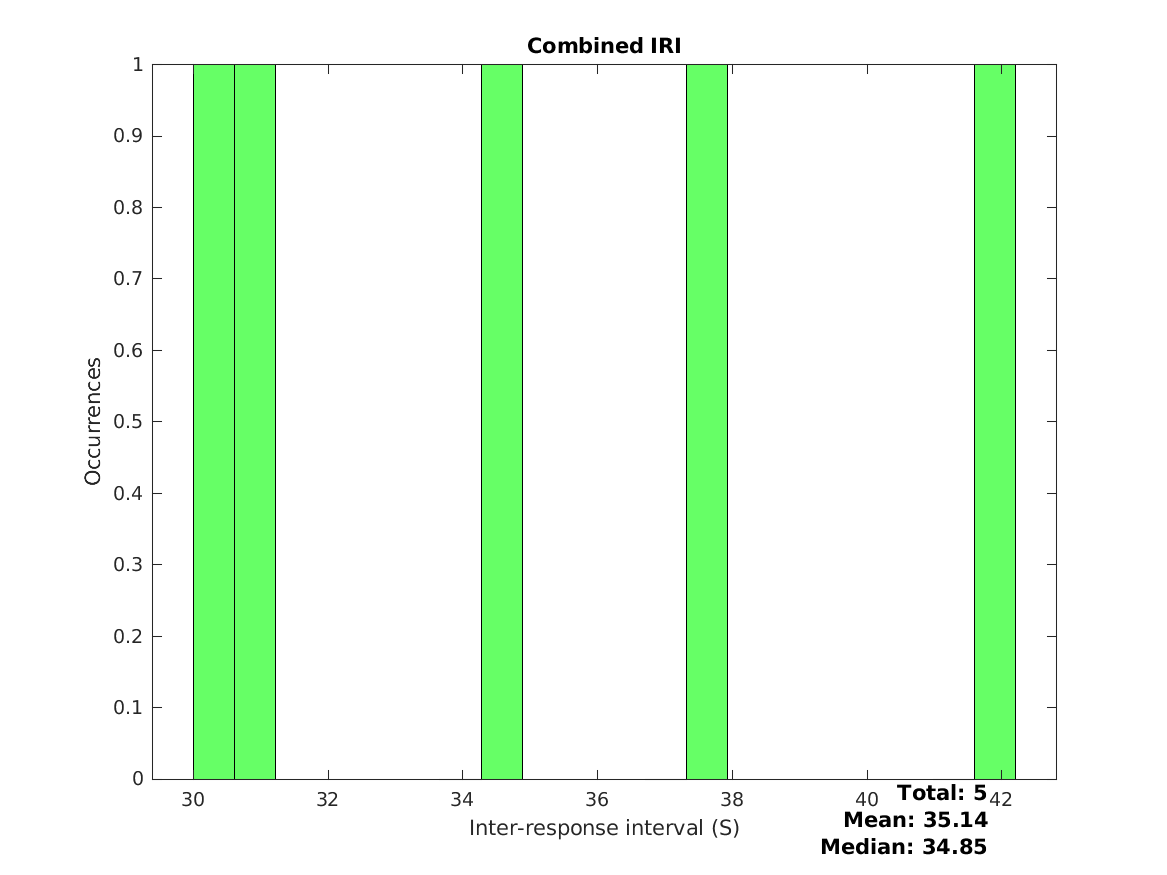 Combined IRI
1
0.9
0.8
0.7
0.6
0.5
0.4
0.3
0.2
0.1
0
Occurrences
30 32 34 36 38 40 42
Inter-response interval (S)
Total: 5
Mean: 35.14
Median: 34.85